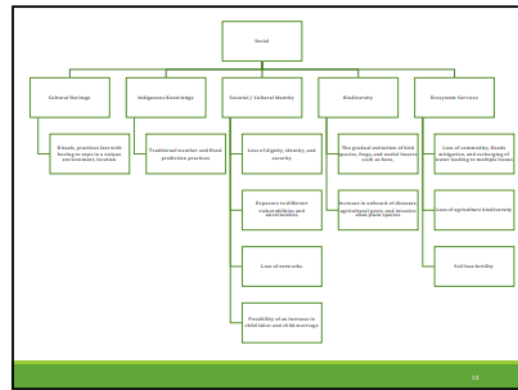 Social
Cultural Heritage
Indigenous Knowledge
Societal / Cultural Identity
Biodiversity
Ecosystem Services
Rituals, practices lost with
having to cope in a unique
environment, location
Traditional weather and flood
prediction practices
Loss of dignity, identity, and
security
Exposure to different
vulnerabilities and
uncertainties
Loss of networks
Possibility of an increase in
child labor and child marriage
The gradual extinction of bird
species, frogs, and useful insects
such as bees,
Increase in onboard of diseases,
agricultural pests, and invasive
alien plant species
Loss of commodity, floods
mitigation, and recharging of
water leading to multiple issues
Loss of agriculture biodiversity
Soil loss fertility
14